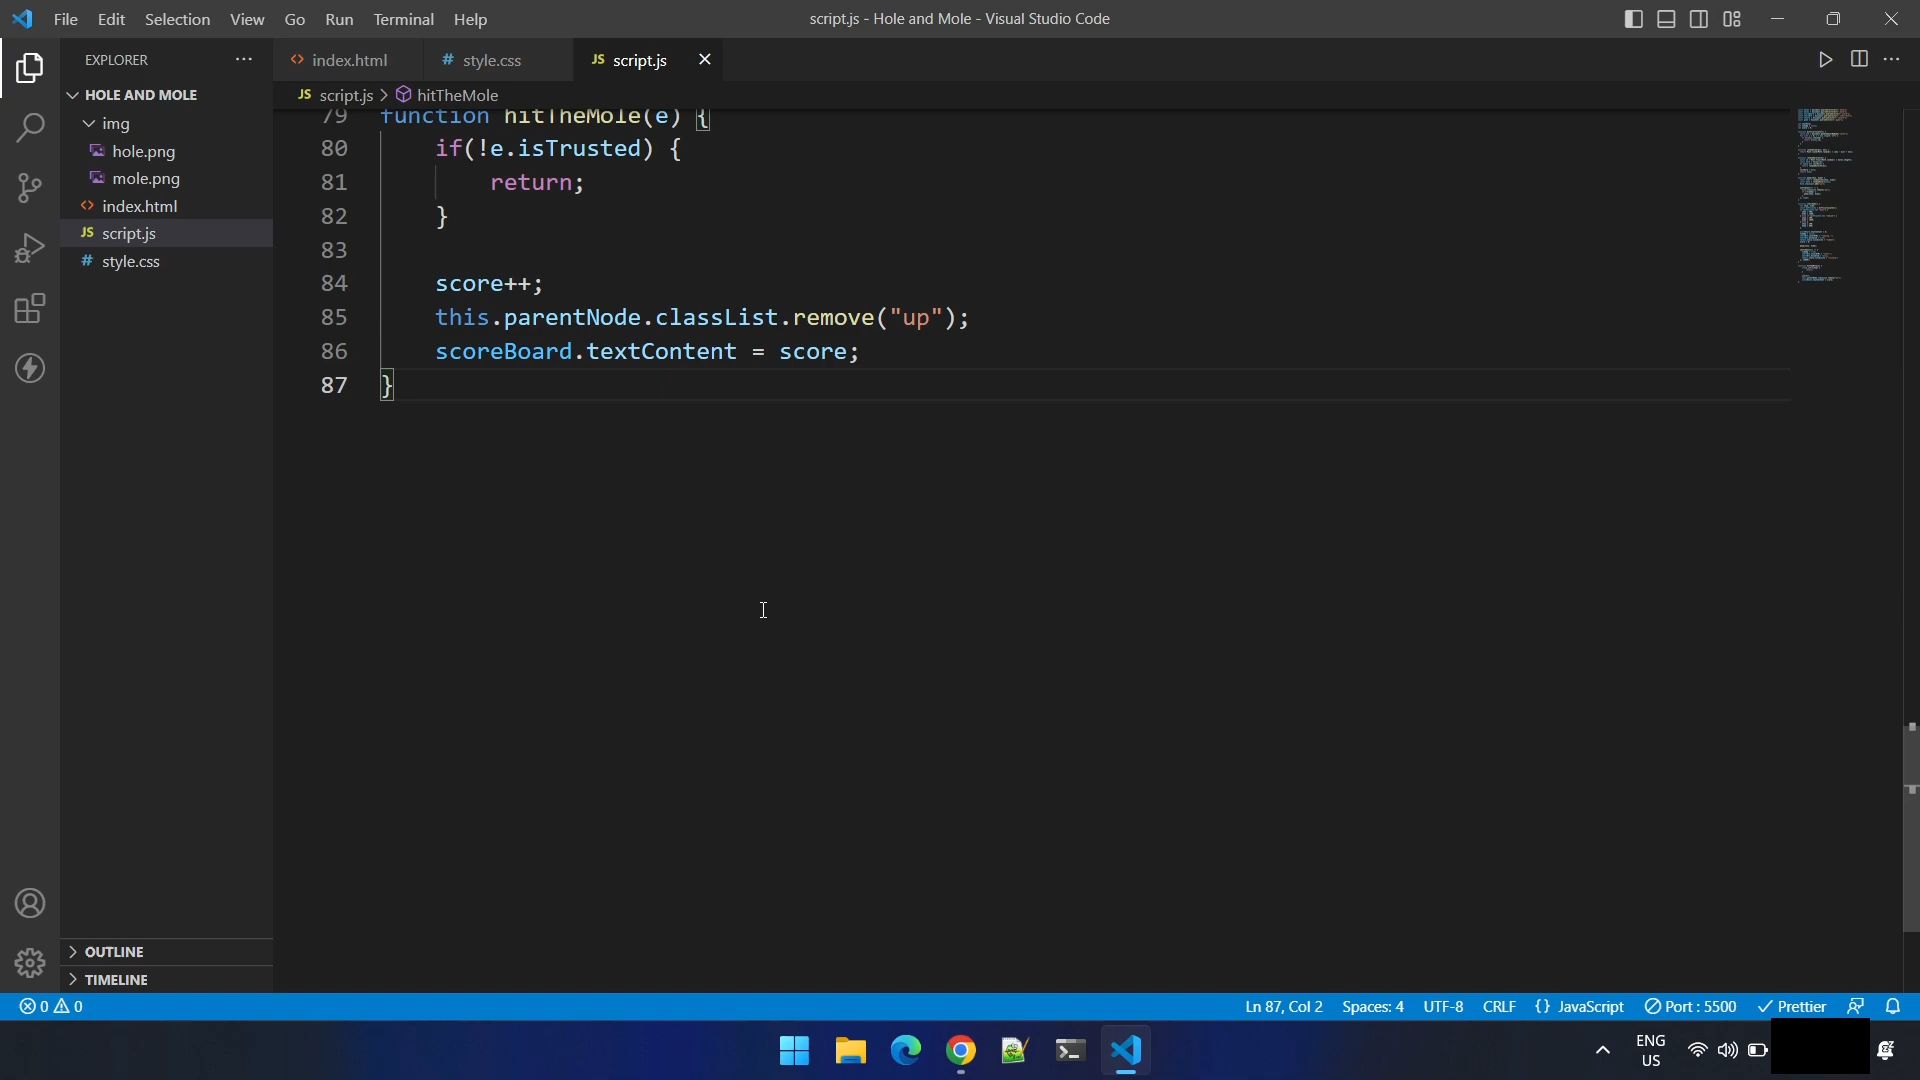 File Edit Selection View Go Run Terminal Help
script.js - Hole and Mole - Visual Studio Code
EXPLORER
index.html
# style.css
JS script.js
HOLE AND MOLE
JS script.js > hitTheMole
img
hole.png
mole.png
<> index.html
JS script.js
# style.css
79 function hitTheMole(e) {
80 if(!e.isTrusted) {
81 return;
82 }
83
84 score++;
85 this.parentNode.classList.remove("up");
86 scoreBoard.textContent = score;
87 }
OUTLINE
TIMELINE
0 0
Ln 87, Col 2 Spaces: 4 UTF-8 CRLF {} JavaScript Port : 5500 Prettier
ENG
US